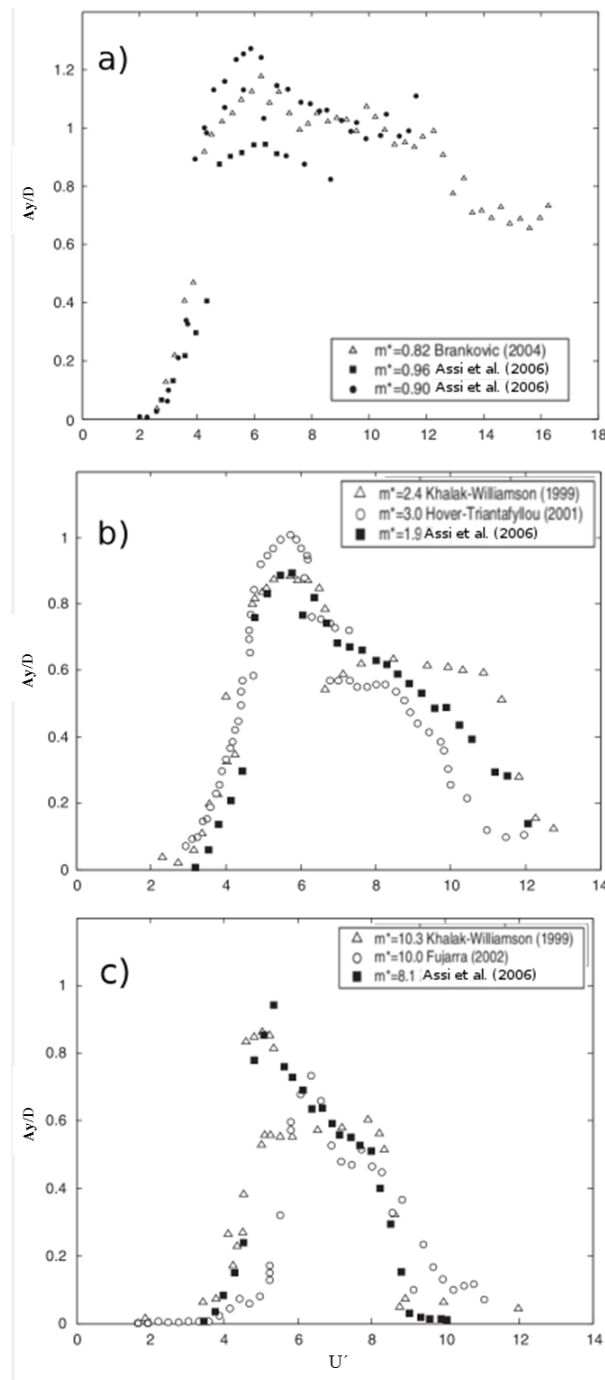 a)
1.2
1
0.8
0.6
0.4
0.2
0
Ay/D
m*=0.82 Brankovic (2004)
m*=0.96 Assi et al. (2006)
m*=0.90 Assi et al. (2006)
0 2 4 6 8 10 12 14 16 18
b)
m*=2.4 Khalak-Williamson (1999)
m*=3.0 Hover-Triantafyllou (2001)
m*=1.9 Assi et al. (2006)
1
0.8
0.6
0.4
0.2
0
Ay/D
0 2 4 6 8 10 12 14
c)
m*=10.3 Khalak-Williamson (1999)
m*=10.0 Fujarra (2002)
m*=8.1 Assi et al. (2006)
1
0.8
0.6
0.4
0.2
0
Ay/D
0 2 4 6 8 10 12 14
U´